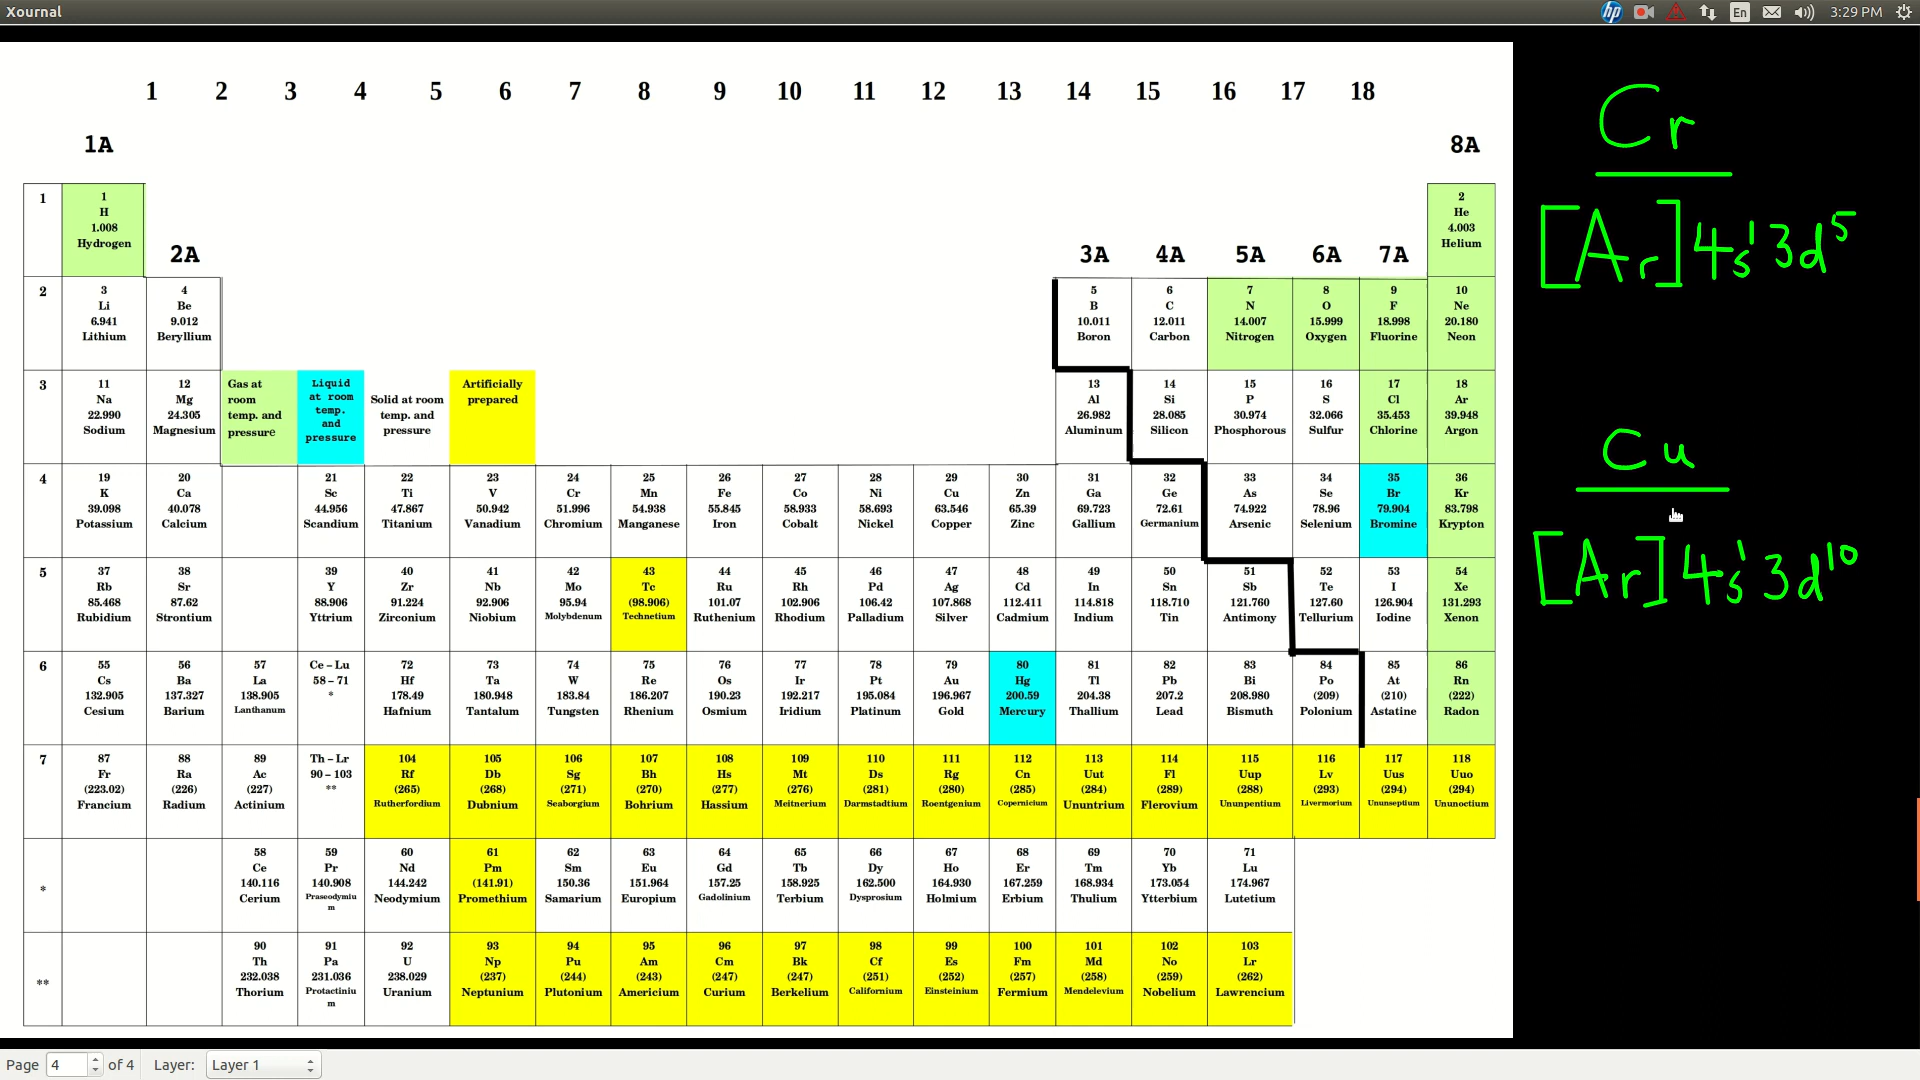 Xournal
En 3:29 PM
1 2 3 4 5 6 7 8 9 10 11 12 13 14 15 16 17 18
1A 8A
1 1 2
H He
1.008 4.003
Hydrogen Helium
2A 3A 4A 5A 6A 7A
2 3 4 5 6 7 8 9 10
Li Be B C N O F Ne
6.941 9.012 10.011 12.011 14.007 15.999 18.998 20.180
Lithium Beryllium Boron Carbon Nitrogen Oxygen Fluorine Neon
3 11 12 13 14 15 16 17 18
Na Mg Al Si P S Cl Ar
22.990 24.305 26.982 28.085 30.974 32.066 35.453 39.948
Sodium Magnesium Aluminum Silicon Phosphorous Sulfur Chlorine Argon
Gas at
room
temp. and
pressure
Liquid
at room
temp.
and
pressure
Solid at room
temp. and
pressure
Artificially
prepared
4 19 20 21 22 23 24 25 26 27 28 29 30 31 32 33 34 35 36
K Ca Sc Ti V Cr Mn Fe Co Ni Cu Zn Ga Ge As Se Br Kr
39.098 40.078 44.956 47.867 50.942 51.996 54.938 55.845 58.933 58.693 63.546 65.39 69.723 72.61 74.922 78.96 79.904 83.798
Potassium Calcium Scandium Titanium Vanadium Chromium Manganese Iron Cobalt Nickel Copper Zinc Gallium Germanium Arsenic Selenium Bromine Krypton
5 37 38 39 40 41 42 43 44 45 46 47 48 49 50 51 52 53 54
Rb Sr Y Zr Nb Mo Tc Ru Rh Pd Ag Cd In Sn Sb Te I Xe
85.468 87.62 88.906 91.224 92.906 95.94 (98.906) 101.07 102.906 106.42 107.868 112.411 114.818 118.710 121.760 127.60 126.904 131.293
Rubidium Strontium Yttrium Zirconium Niobium Molybdenum Technetium Ruthenium Rhodium Palladium Silver Cadmium Indium Tin Antimony Tellurium Iodine Xenon
6 55 56 57 Ce – Lu 72 73 74 75 76 77 78 79 80 81 82 83 84 85 86
Cs Ba La 58 – 71 Hf Ta W Re Os Ir Pt Au Hg Tl Pb Bi Po At Rn
132.905 137.327 138.905 * 178.49 180.948 183.84 186.207 190.23 192.217 195.084 196.967 200.59 204.38 207.2 208.980 (209) (210) (222)
Cesium Barium Lanthanum Hafnium Tantalum Tungsten Rhenium Osmium Iridium Platinum Gold Mercury Thallium Lead Bismuth Polonium Astatine Radon
7 87 88 89 Th – Lr 104 105 106 107 108 109 110 111 112 113 114 115 116 117 118
Fr Ra Ac 90 – 103 Rf Db Sg Bh Hs Mt Ds Rg Cn Uut Fl Uup Lv Uus Uuo
(223.02) (226) (227) ** (265) (268) (271) (270) (277) (276) (281) (280) (285) (284) (289) (288) (293) (294) (294)
Francium Radium Actinium Rutherfordium Dubnium Seaborgium Bohrium Hassium Meitnerium Darmstadtium Roentgenium Copernicium Ununtrium Flerovium Ununpentium Livermorium Ununseptium Ununoctium
58 59 60 61 62 63 64 65 66 67 68 69 70 71
Ce Pr Nd Pm Sm Eu Gd Tb Dy Ho Er Tm Yb Lu
* 140.116 140.908 144.242 (141.91) 150.36 151.964 157.25 158.925 162.500 164.930 167.259 168.934 173.054 174.967
Cerium Praseodymiu Neodymium Promethium Samarium Europium Gadolinium Terbium Dysprosium Holmium Erbium Thulium Ytterbium Lutetium
m
90 91 92 93 94 95 96 97 98 99 100 101 102 103
Th Pa U Np Pu Am Cm Bk Cf Es Fm Md No Lr
** 232.038 231.036 238.029 (237) (244) (243) (247) (247) (251) (252) (257) (258) (259) (262)
Thorium Protactiniu Uranium Neptunium Plutonium Americium Curium Berkelium Californium Einsteinium Fermium Mendelevium Nobelium Lawrencium
m
Cr
[Ar]4s¹3d⁵
Cu
[Ar]4s¹3d¹⁰
Page 4 of 4 Layer: Layer 1